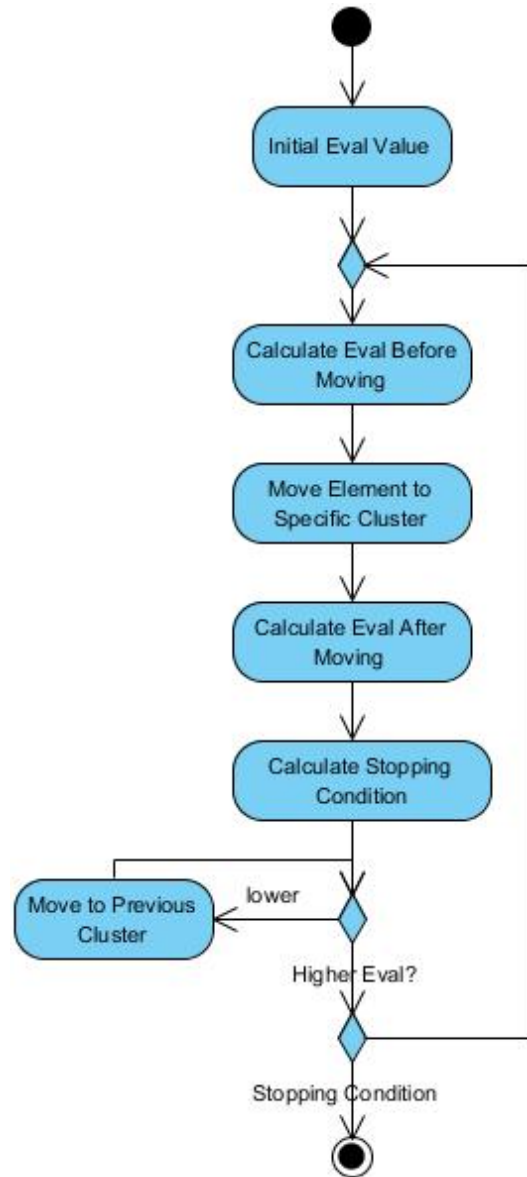 Initial Eval Value
Calculate Eval Before
Moving
Move Element to
Specific Cluster
Calculate Eval After
Moving
Calculate Stopping
Condition
lower
Move to Previous
Cluster
Higher Eval?
Stopping Condition